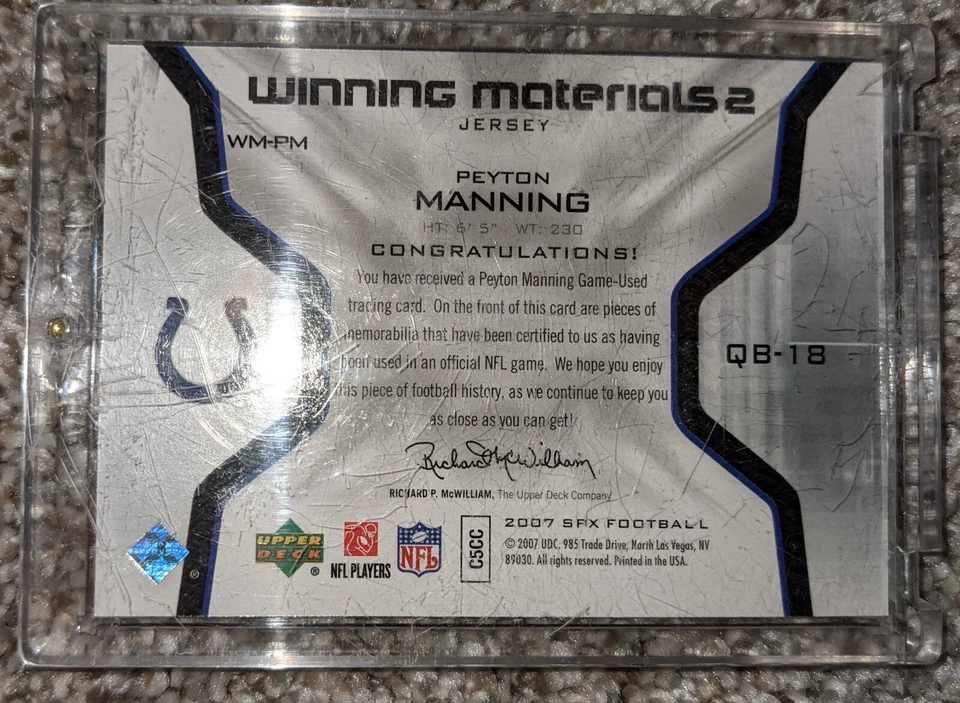 WINNING MATERIALS 2
JERSEY
WM-PM
PEYTON
MANNING
HT: 6' 5" WT: 230
CONGRATULATIONS!
You have received a Peyton Manning Game-Used
trading card. On the front of this card are pieces of
memorabilia that have been certified to us as having
been used in an official NFL game. We hope you enjoy
this piece of football history, as we continue to keep you
as close as you can get!
QB-18
Richard McWilliam
RICHARD P. McWILLIAM, The Upper Deck Company
UPPER
DECK
®
NFL PLAYERS
NFL
C5CC
2007 SPX FOOTBALL
© 2007 UDC, 985 Trade Drive, North Las Vegas, NV
89030. All rights reserved. Printed in the USA.
®